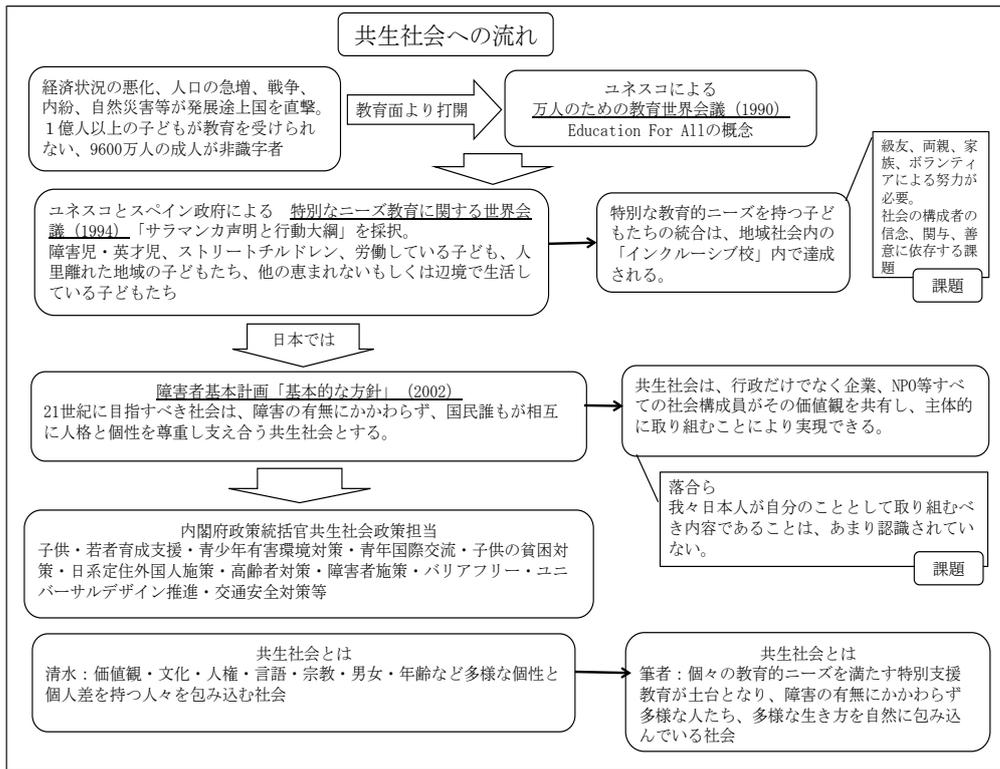 共生社会への流れ
経済状況の悪化、人口の急増、戦争、
内紛、自然災害等が発展途上国を直撃。
１億人以上の子どもが教育を受けられ
ない、9600万人の成人が非識字者
教育面より打開
ユネスコによる
万人のための教育世界会議（1990）
Education For Allの概念
ユネスコとスペイン政府による　特別なニーズ教育に関する世界会
議（1994）「サラマンカ声明と行動大綱」を採択。
障害児・英才児、ストリートチルドレン、労働している子ども、人
里離れた地域の子どもたち、他の恵まれないもしくは辺境で生活し
ている子どもたち
特別な教育的ニーズを持つ子ど
もたちの統合は、地域社会内の
「インクルーシブ校」内で達成
される。
級友、両親、家
族、ボランティ
アによる努力が
必要。
社会の構成者の
信念、関与、善
意に依存する課
題
課題
日本では
障害者基本計画「基本的な方針」（2002）
21世紀に目指すべき社会は、障害の有無にかかわらず、国民誰もが相互
に人格と個性を尊重し支え合う共生社会とする。
共生社会は、行政だけでなく企業、NPO等すべ
ての社会構成員がその価値観を共有し、主体的
に取り組むことにより実現できる。
落合ら
我々日本人が自分のこととして取り組むべ
き内容であることは、あまり認識されてい
ない。
課題
内閣府政策統括官共生社会政策担当
子供・若者育成支援・青少年有害環境対策・青年国際交流・子供の貧困対
策・日系定住外国人施策・高齢者対策・障害者施策・バリアフリー・ユニ
バーサルデザイン推進・交通安全対策等
共生社会とは
清水：価値観・文化・人権・言語・宗教・男女・年齢など多様な個性と
個人差を持つ人々を包み込む社会
共生社会とは
筆者：個々の教育的ニーズを満たす特別支援
教育が土台となり、障害の有無にかかわらず
多様な人たち、多様な生き方を自然に包み込
んでいる社会